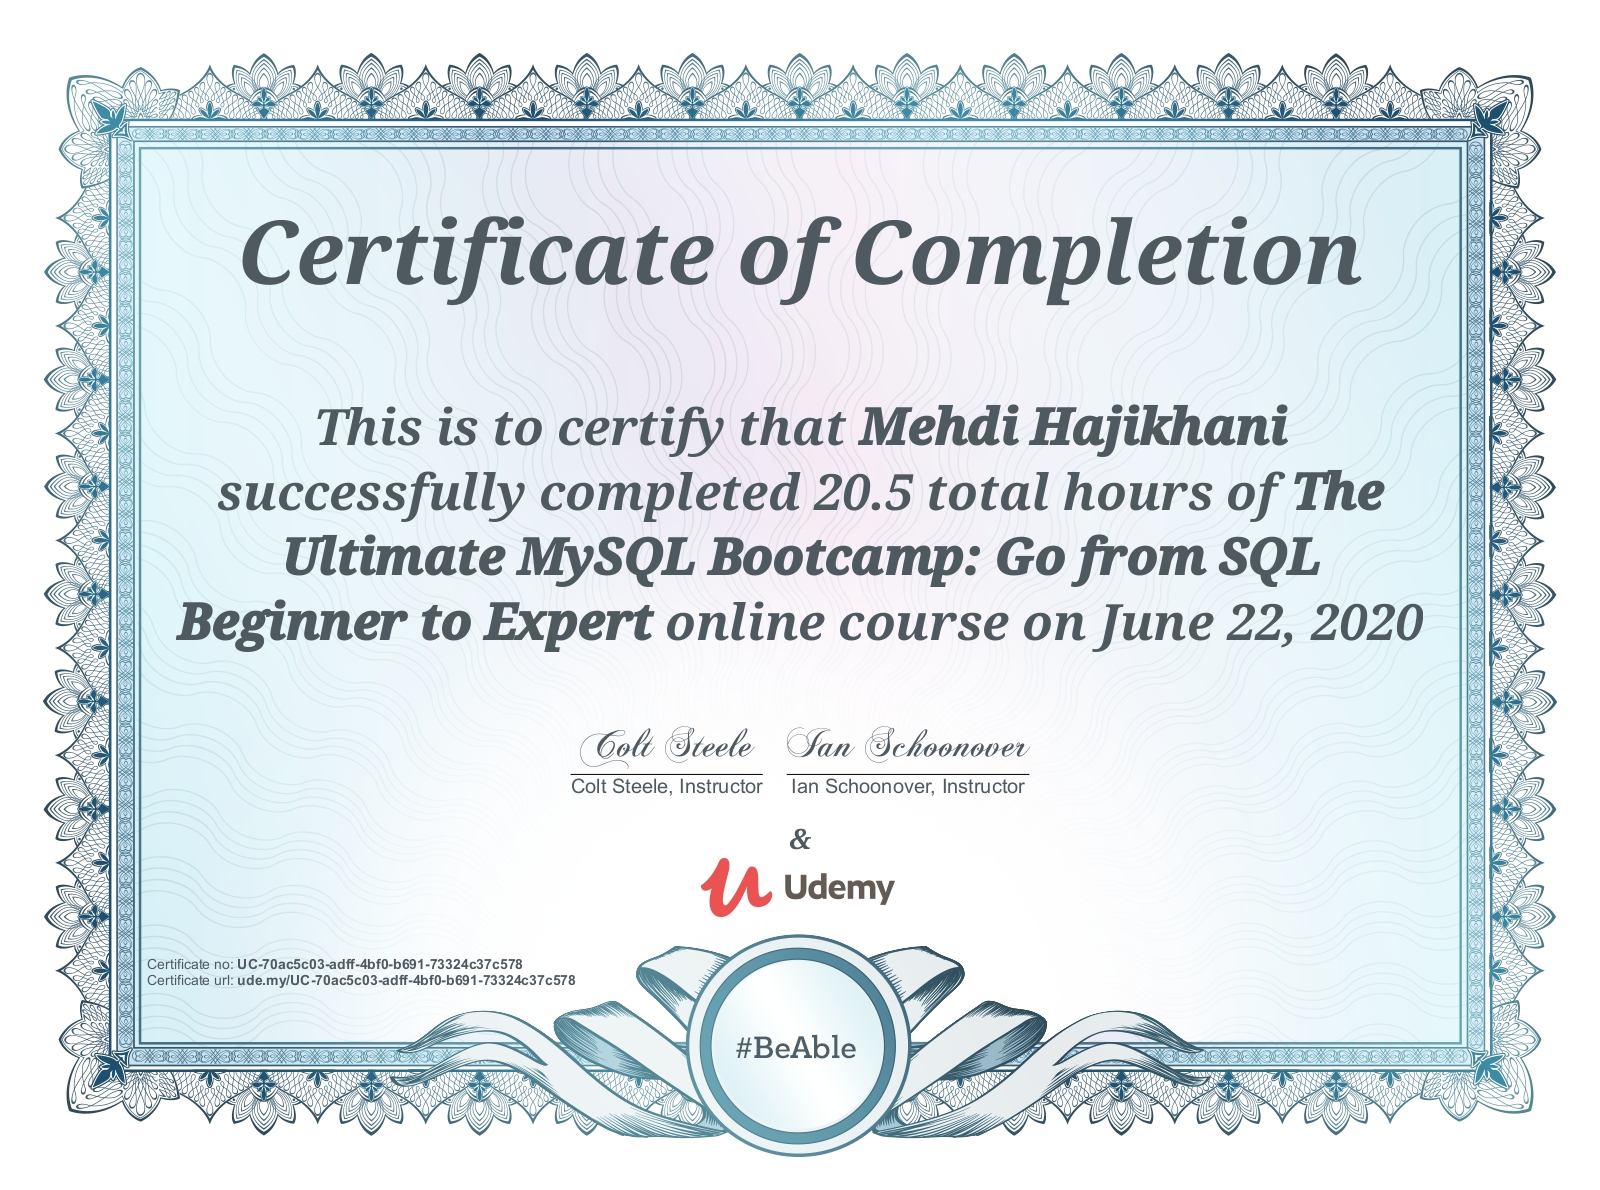 Certificate of Completion
This is to certify that Mehdi Hajikhani
successfully completed 20.5 total hours of The
Ultimate MySQL Bootcamp: Go from SQL
Beginner to Expert online course on June 22, 2020
Colt Steele Ian Schoonover
Colt Steele, Instructor Ian Schoonover, Instructor
&
Udemy
Certificate no: UC-70ac5c03-adff-4bf0-b691-73324c37c578
Certificate url: ude.my/UC-70ac5c03-adff-4bf0-b691-73324c37c578
#BeAble